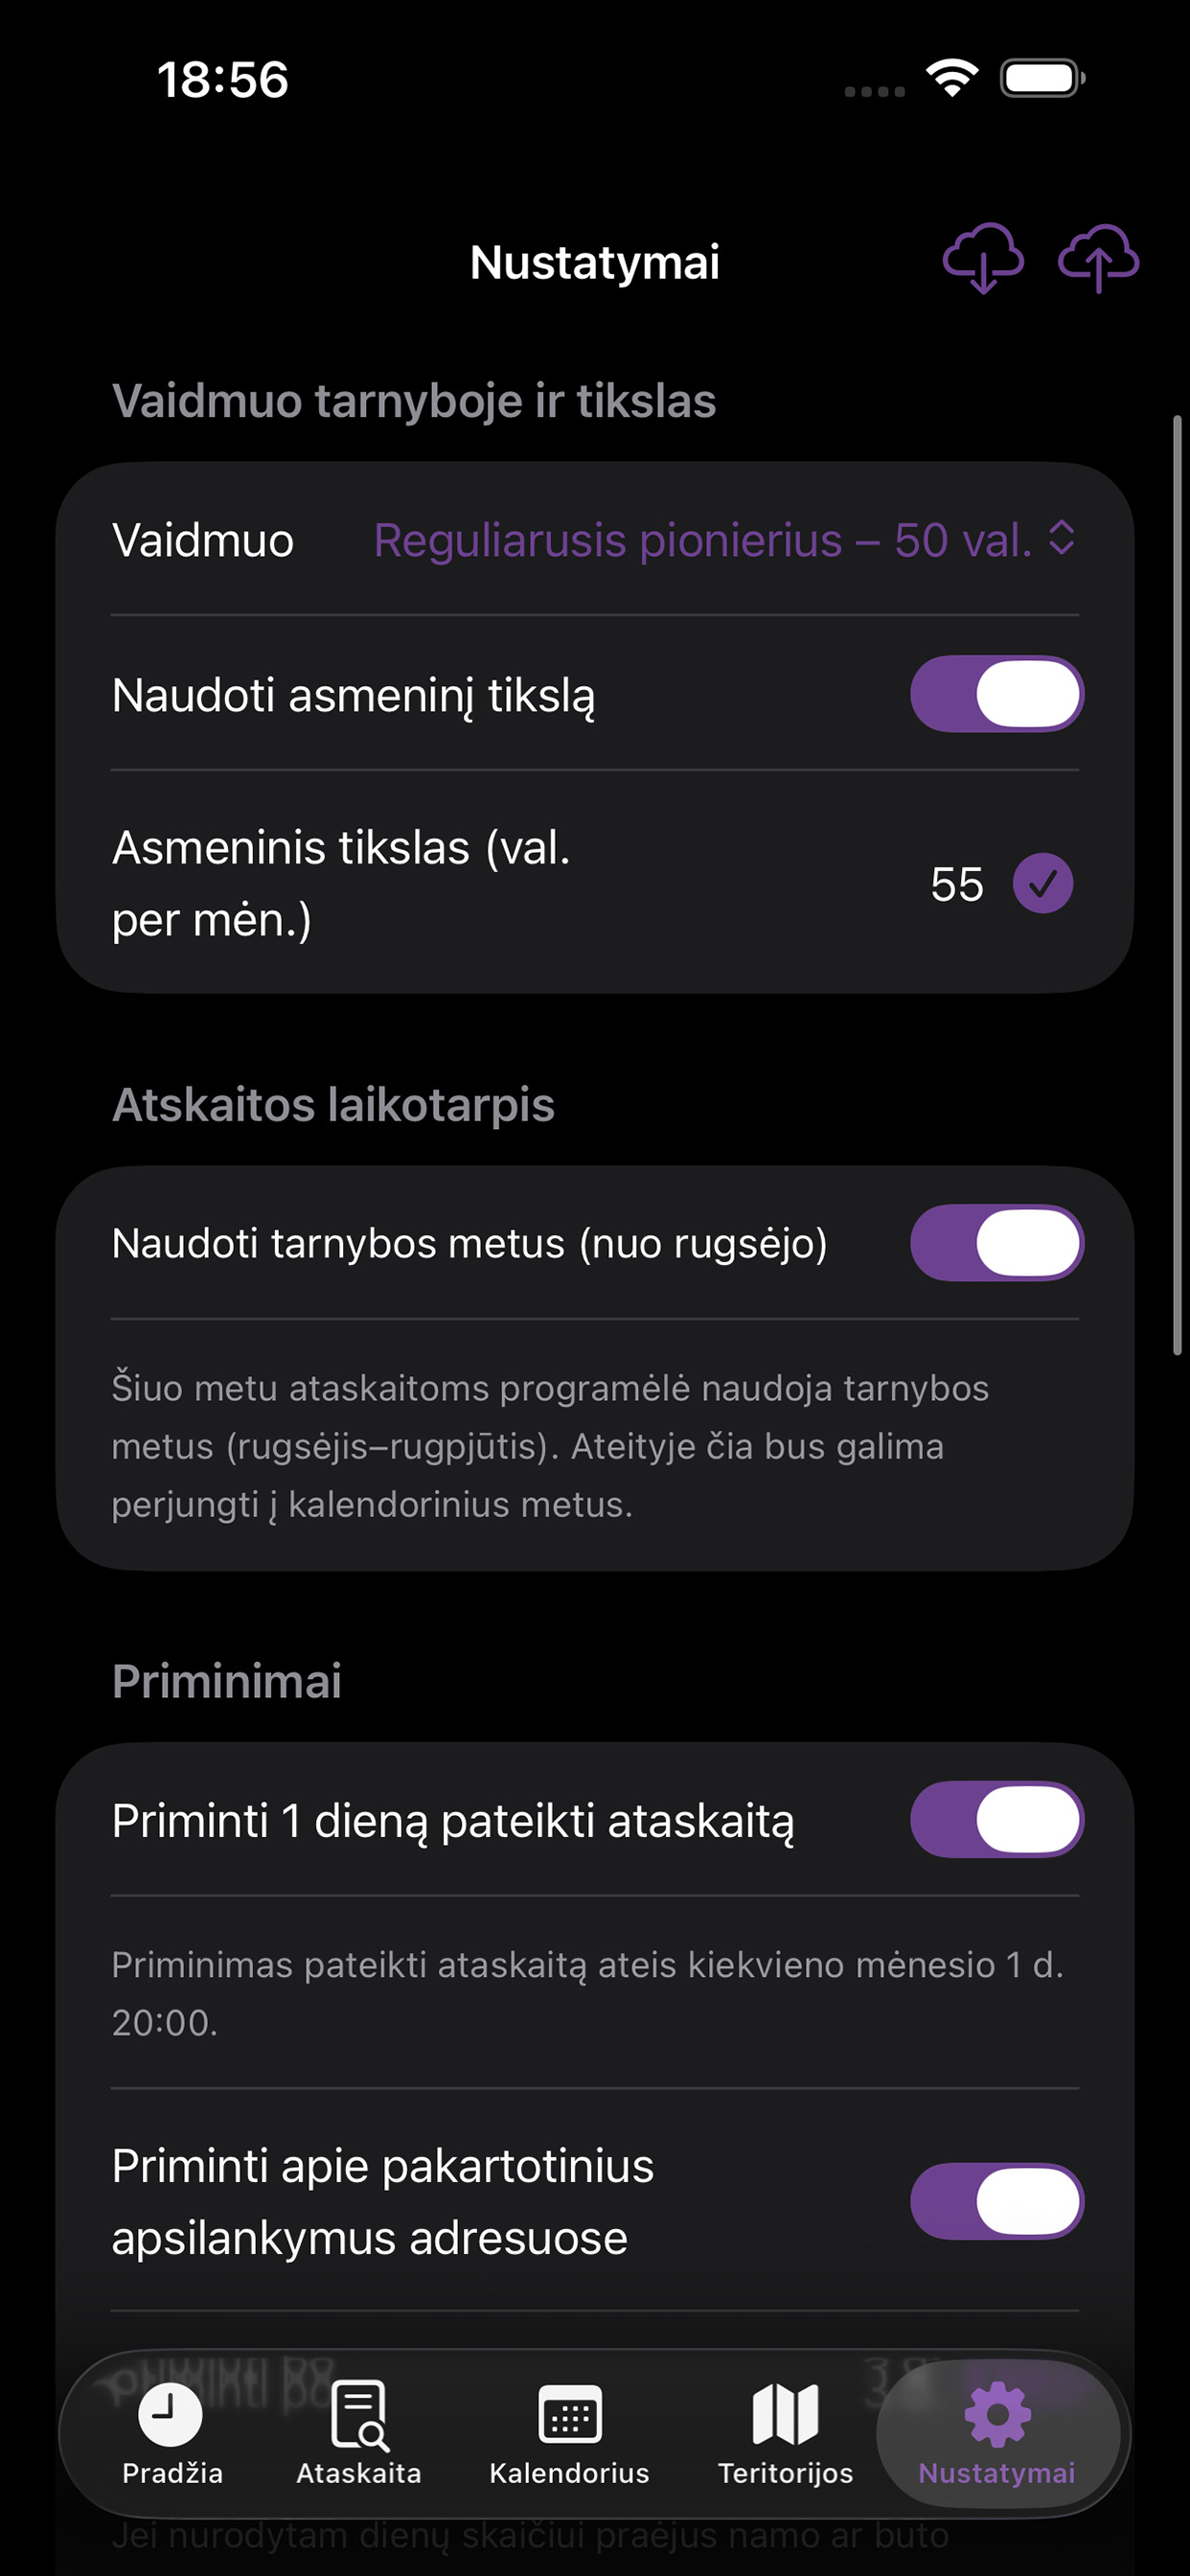 18:56
Nustatymai
Vaidmuo tarnyboje ir tikslas
Vaidmuo Reguliarusis pionierius – 50 val.
Naudoti asmeninį tikslą
Asmeninis tikslas (val.
per mėn.)
55
Atskaitos laikotarpis
Naudoti tarnybos metus (nuo rugsėjo)
Šiuo metu ataskaitoms programėlė naudoja tarnybos
metus (rugsėjis–rugpjūtis). Ateityje čia bus galima
perjungti į kalendorinius metus.
Priminimai
Priminti 1 dieną pateikti ataskaitą
Priminimas pateikti ataskaitą ateis kiekvieno mėnesio 1 d.
20:00.
Priminti apie pakartotinius
apsilankymus adresuose
Pradžia Ataskaita Kalendorius Teritorijos Nustatymai
Jei nurodytam dienų skaičiui praėjus namo ar buto